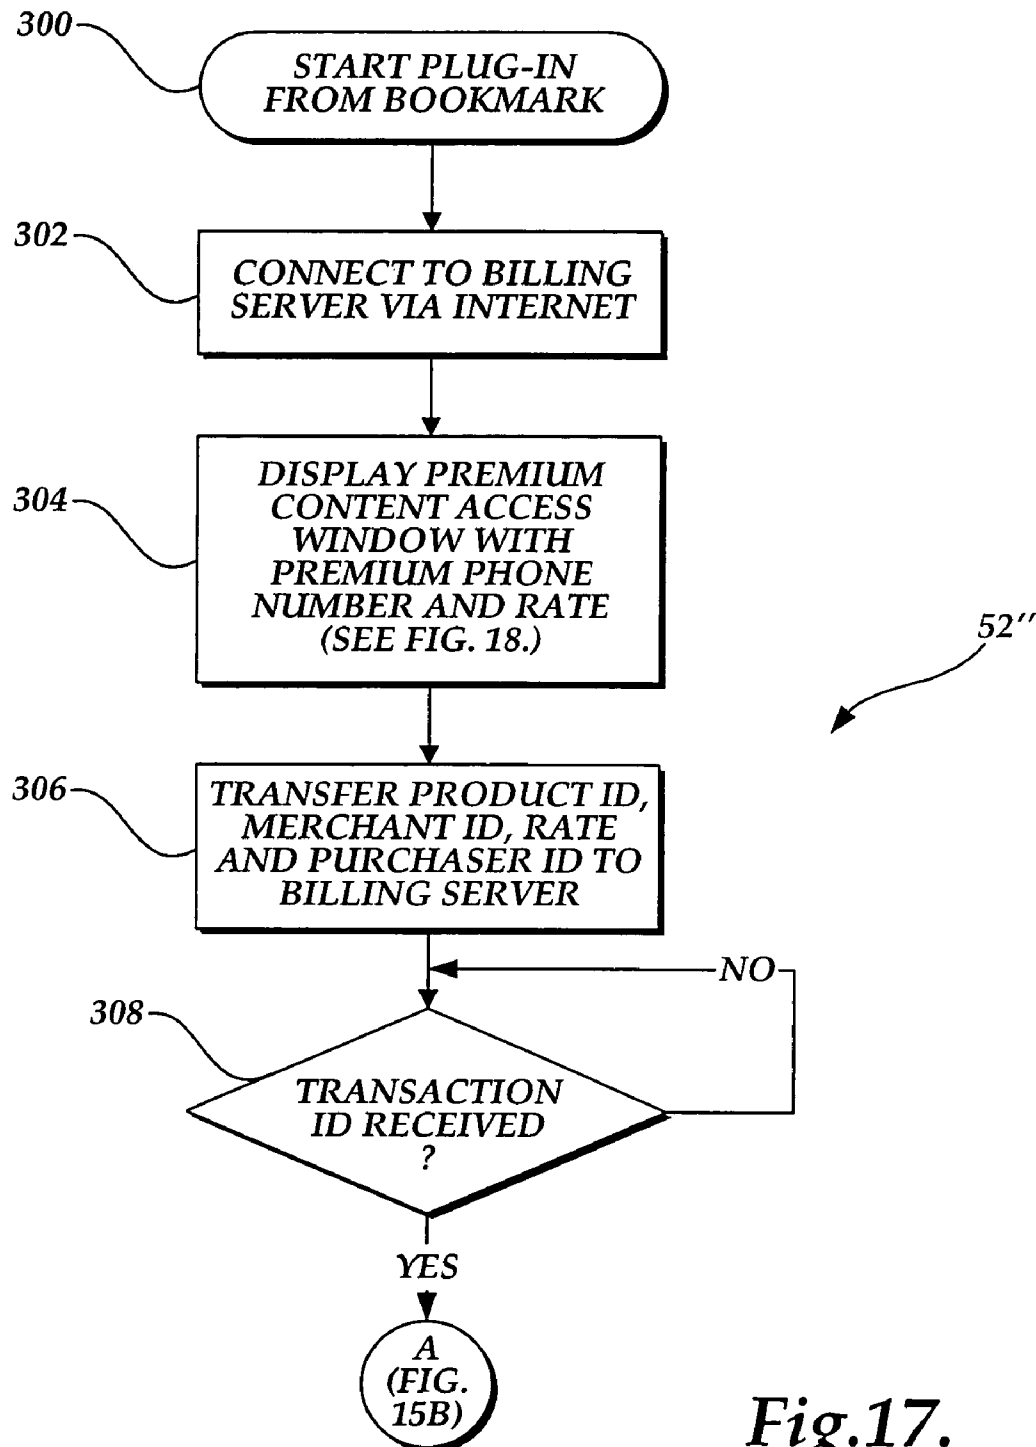 300
START PLUG-IN
FROM BOOKMARK
302
CONNECT TO BILLING
SERVER VIA INTERNET
304
DISPLAY PREMIUM
CONTENT ACCESS
WINDOW WITH
PREMIUM PHONE
NUMBER AND RATE
(SEE FIG. 18.)
52''
306
TRANSFER PRODUCT ID,
MERCHANT ID, RATE
AND PURCHASER ID TO
BILLING SERVER
NO
308
TRANSACTION
ID RECEIVED
?
YES
A
(FIG.
15B)
Fig.17.